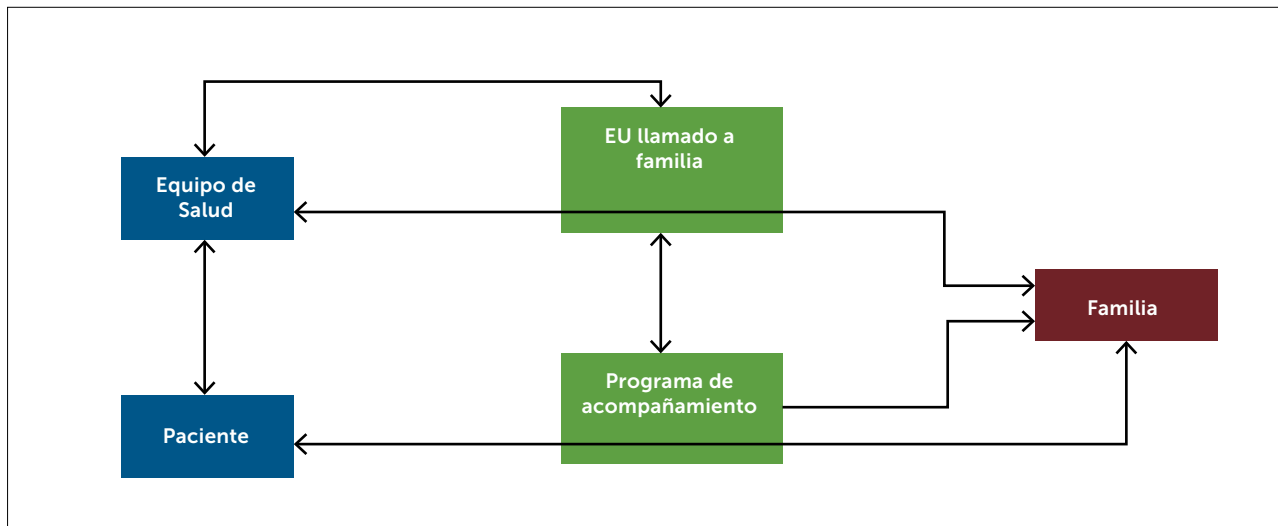 EU llamado a
familia
Equipo de
Salud
Familia
Programa de
acompañamiento
Paciente